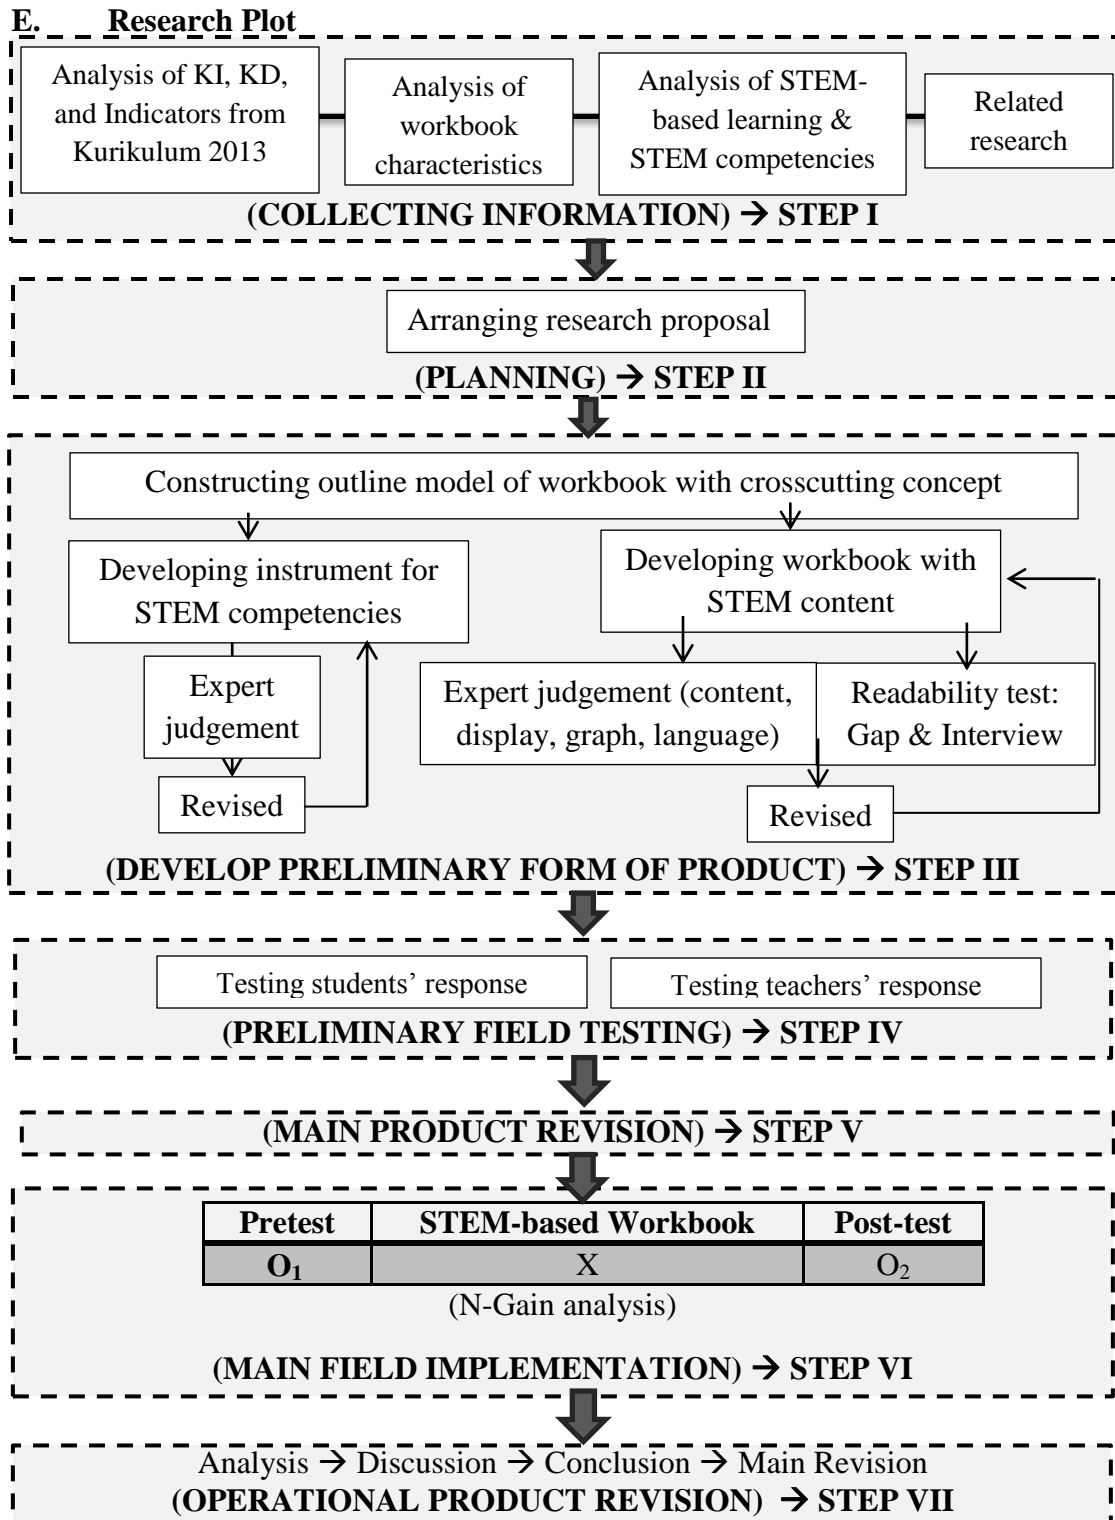 E. Research Plot
Analysis of KI, KD,
and Indicators from
Kurikulum 2013
Analysis of
workbook
characteristics
Analysis of STEM-
based learning &
STEM competencies
Related
research
(COLLECTING INFORMATION) → STEP I
Arranging research proposal
(PLANNING) → STEP II
Constructing outline model of workbook with crosscutting concept
Developing instrument for
STEM competencies
Developing workbook with
STEM content
Expert
judgement
Expert judgement (content,
display, graph, language)
Readability test:
Gap & Interview
Revised
Revised
(DEVELOP PRELIMINARY FORM OF PRODUCT) → STEP III
Testing students’ response
Testing teachers’ response
(PRELIMINARY FIELD TESTING) → STEP IV
(MAIN PRODUCT REVISION) → STEP V
Pretest STEM-based Workbook Post-test
O₁ X O₂
(N-Gain analysis)
(MAIN FIELD IMPLEMENTATION) → STEP VI
Analysis → Discussion → Conclusion → Main Revision
(OPERATIONAL PRODUCT REVISION) → STEP VII